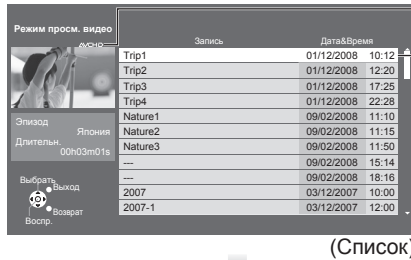 Режим просм. видео
AVCHD
Запись Дата&Время
Trip1 01/12/2008 10:12
Trip2 01/12/2008 12:20
Trip3 01/12/2008 17:25
Trip4 01/12/2008 22:28
Nature1 09/02/2008 11:10
Nature2 09/02/2008 11:15
Nature3 09/02/2008 11:50
--- 09/02/2008 15:14
--- 09/02/2008 18:16
2007 03/12/2007 10:00
2007-1 03/12/2007 12:00
Эпизод
Япония
Длительн.
00h03m01s
Выбрать
Выход
Возврат
Воспр.
(Список)